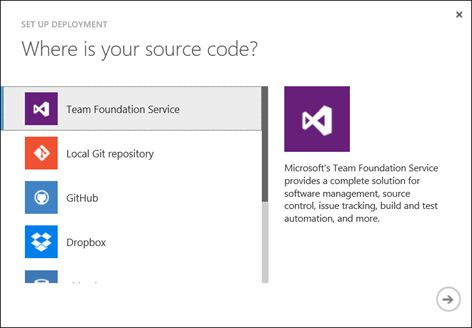 SET UP DEPLOYMENT
Where is your source code?
Team Foundation Service
Local Git repository
GitHub
Dropbox
Microsoft's Team Foundation Service
provides a complete solution for
software management, source
control, issue tracking, build and test
automation, and more.